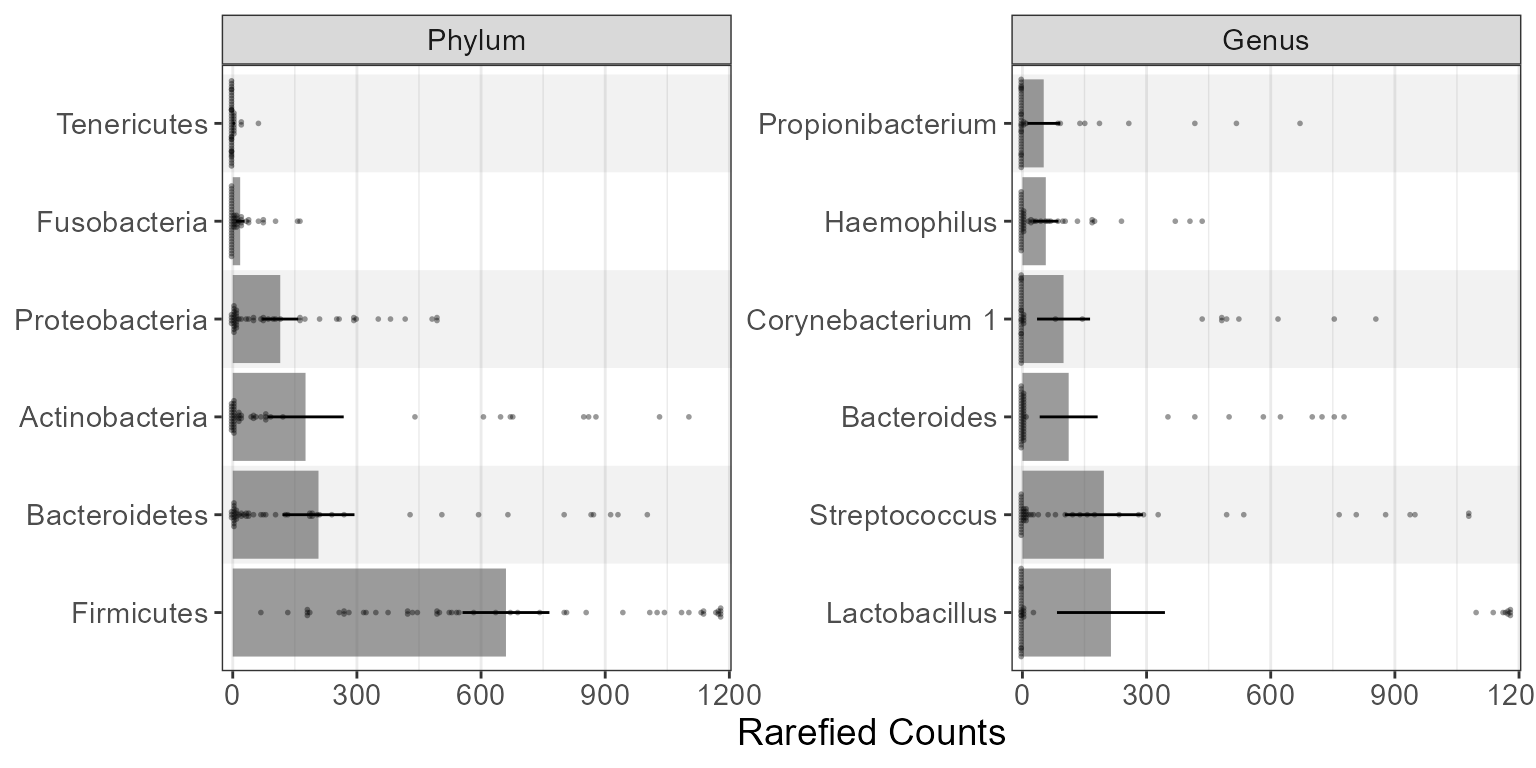 Phylum
Tenericutes
Fusobacteria
Proteobacteria
Actinobacteria
Bacteroidetes
Firmicutes
0 300 600 900 1200
Genus
Propionibacterium
Haemophilus
Corynebacterium 1
Bacteroides
Streptococcus
Lactobacillus
0 300 600 900 120
Rarefied Counts